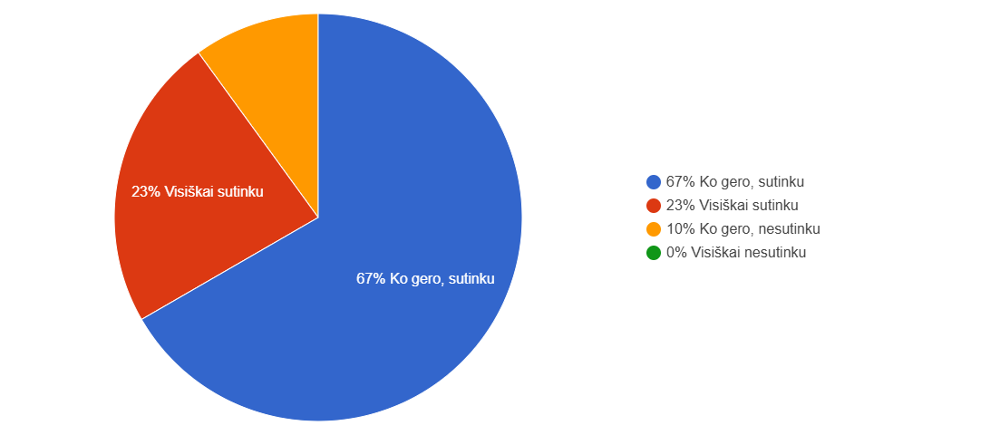 23% Visiškai sutinku
67% Ko gero, sutinku
67% Ko gero, sutinku
23% Visiškai sutinku
10% Ko gero, nesutinku
0% Visiškai nesutinku